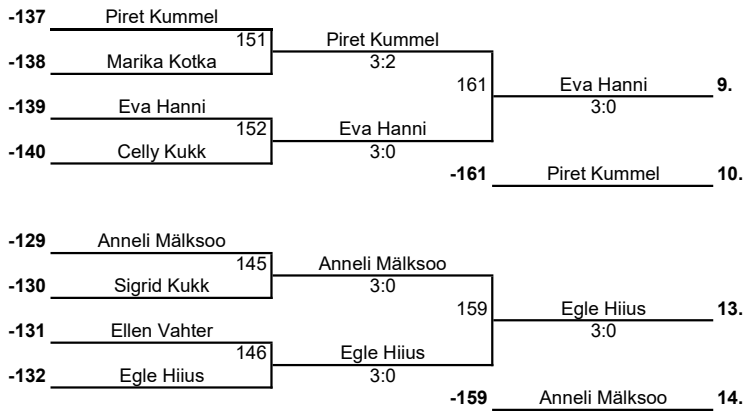 -137 Piret Kummel
151 Piret Kummel
-138 Marika Kotka 3:2
161 Eva Hanni 9.
-139 Eva Hanni 3:0
152 Eva Hanni
-140 Celly Kukk 3:0
-161 Piret Kummel 10.
-129 Anneli Mälksoo
145 Anneli Mälksoo
-130 Sigrid Kukk 3:0
159 Egle Hiius 13.
-131 Ellen Vahter 3:0
146 Egle Hiius
-132 Egle Hiius 3:0
-159 Anneli Mälksoo 14.